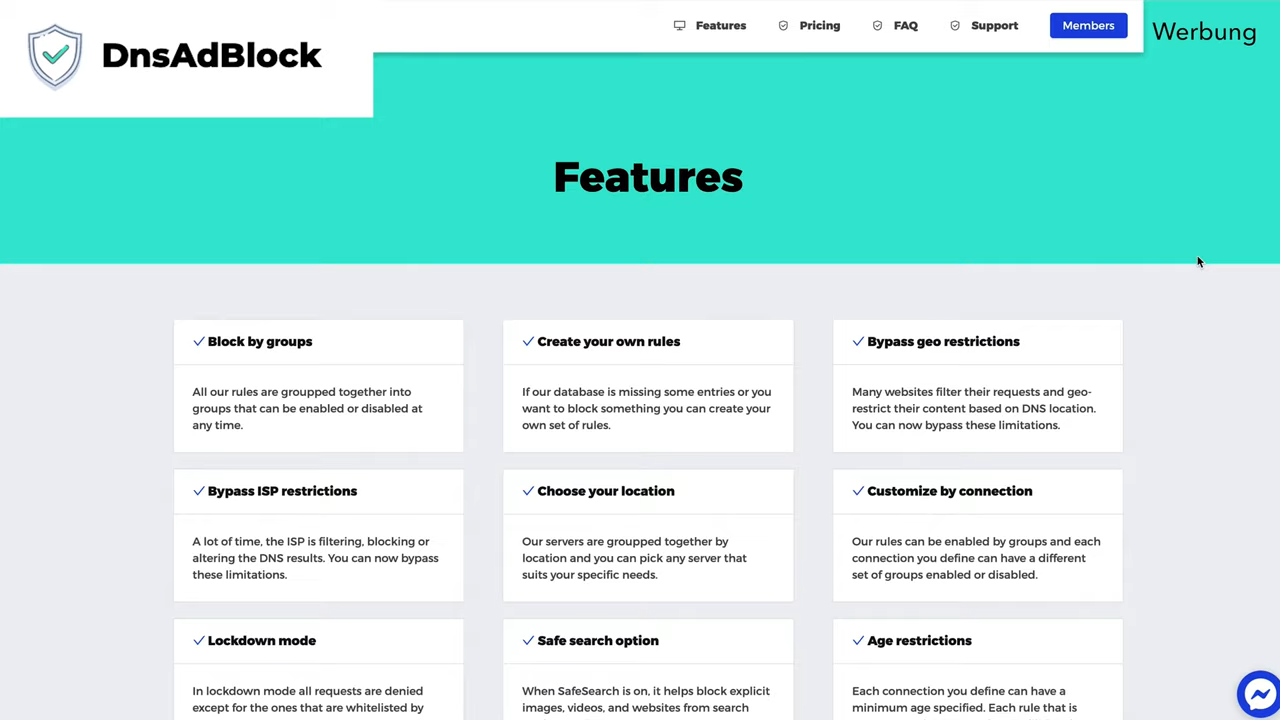 DnsAdBlock
Features
Pricing
FAQ
Support
Members
Werbung
Features
Block by groups
All our rules are groupped together into
groups that can be enabled or disabled at
any time.
Create your own rules
If our database is missing some entries or you
want to block something you can create your
own set of rules.
Bypass geo restrictions
Many websites filter their requests and geo-
restrict their content based on DNS location.
You can now bypass these limitations.
Bypass ISP restrictions
A lot of time, the ISP is filtering, blocking or
altering the DNS results. You can now bypass
these limitations.
Choose your location
Our servers are groupped together by
location and you can pick any server that
suits your specific needs.
Customize by connection
Our rules can be enabled by groups and each
connection you define can have a different
set of groups enabled or disabled.
Lockdown mode
In lockdown mode all requests are denied
except for the ones that are whitelisted by
Safe search option
When SafeSearch is on, it helps block explicit
images, videos, and websites from search
Age restrictions
Each connection you define can have a
minimum age specified. Each rule that is